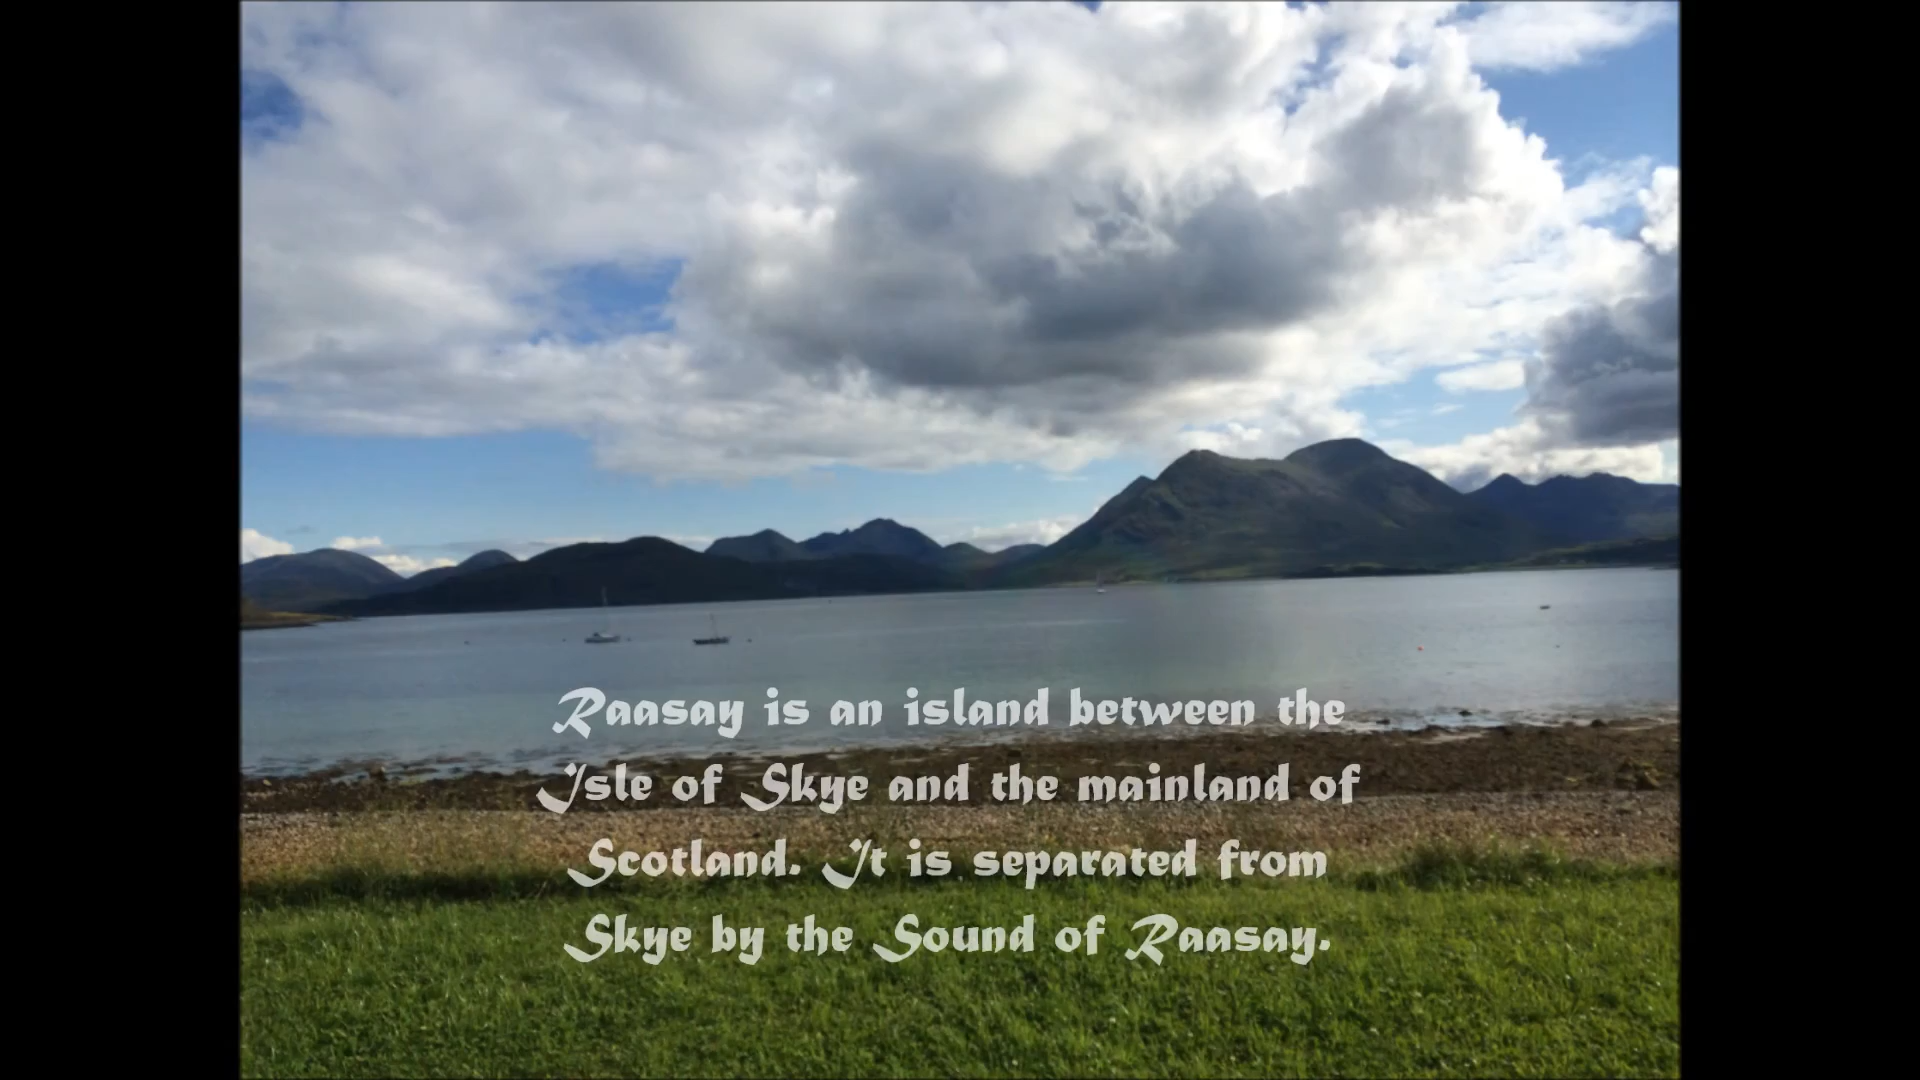 Raasay is an island between the
Isle of Skye and the mainland of
Scotland. It is separated from
Skye by the Sound of Raasay.